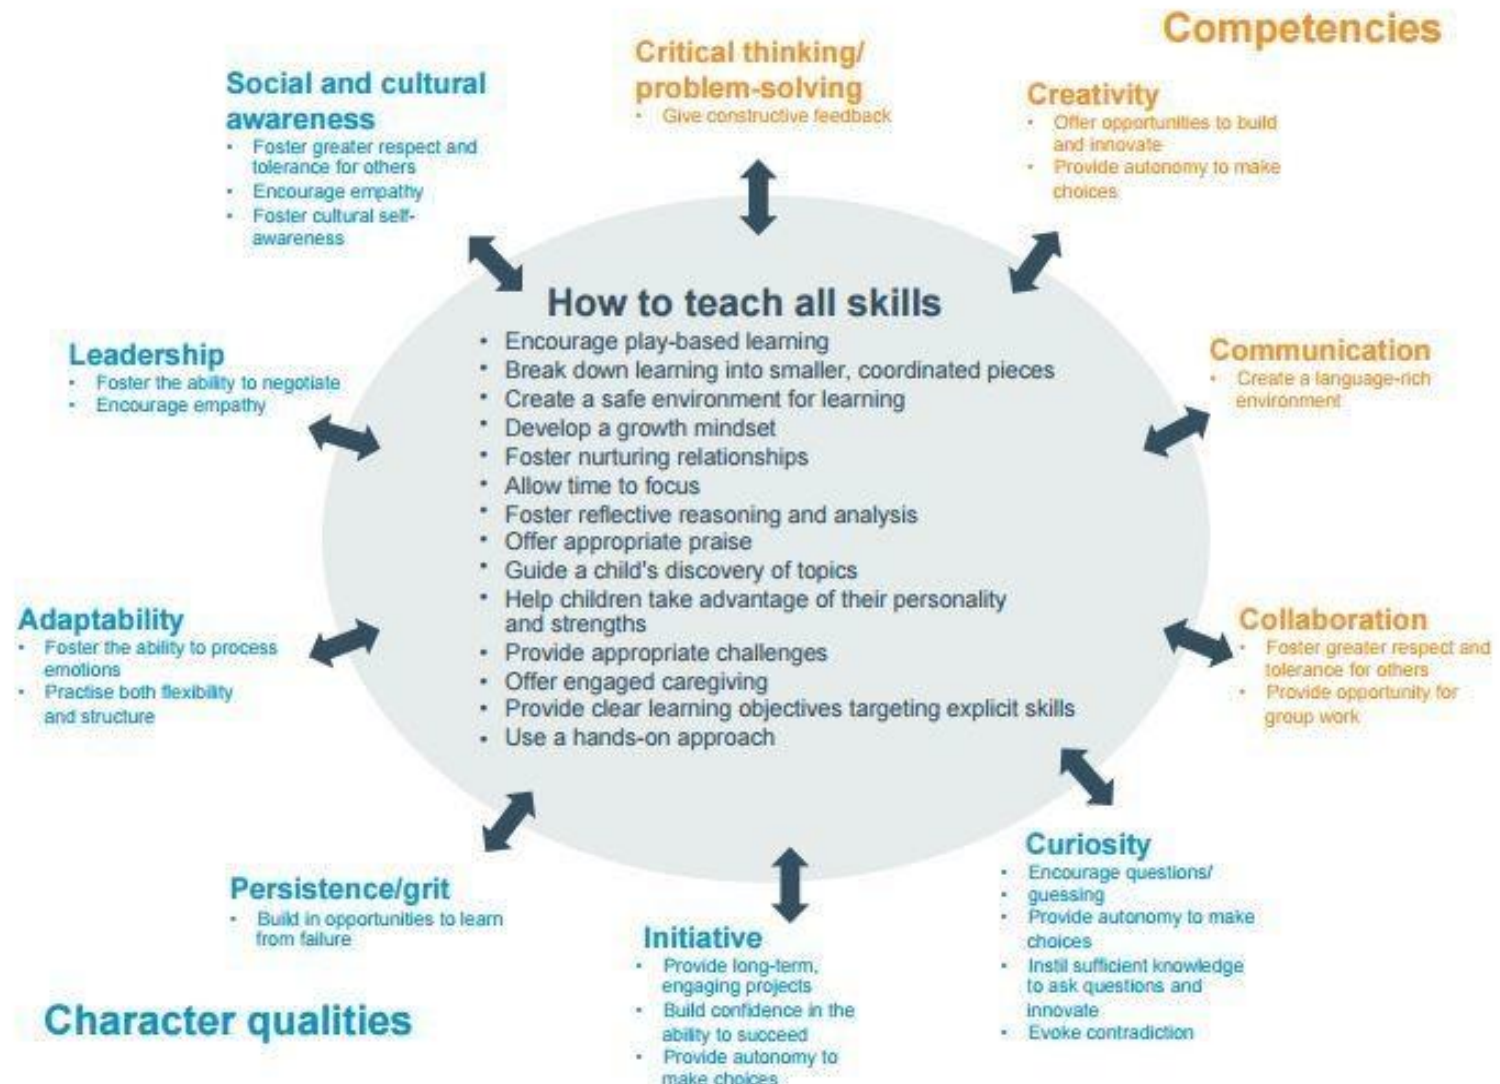 Competencies
Critical thinking/
problem-solving
• Give constructive feedback
Social and cultural
awareness
• Foster greater respect and
tolerance for others
• Encourage empathy
• Foster cultural self-
awareness
Creativity
• Offer opportunities to build
and innovate
• Provide autonomy to make
choices
How to teach all skills
• Encourage play-based learning
• Break down learning into smaller, coordinated pieces
• Create a safe environment for learning
• Develop a growth mindset
• Foster nurturing relationships
• Allow time to focus
• Foster reflective reasoning and analysis
• Offer appropriate praise
• Guide a child's discovery of topics
• Help children take advantage of their personality
and strengths
• Provide appropriate challenges
• Offer engaged caregiving
• Provide clear learning objectives targeting explicit skills
• Use a hands-on approach
Leadership
• Foster the ability to negotiate
• Encourage empathy
Communication
• Create a language-rich
environment
Adaptability
• Foster the ability to process
emotions
• Practise both flexibility
and structure
Collaboration
• Foster greater respect and
tolerance for others
• Provide opportunity for
group work
Persistence/grit
• Build in opportunities to learn
from failure
Initiative
• Provide long-term,
engaging projects
• Build confidence in the
ability to succeed
• Provide autonomy to
make choices
Curiosity
• Encourage questions/
• guessing
• Provide autonomy to make
choices
• Instil sufficient knowledge
to ask questions and
innovate
• Evoke contradiction
Character qualities